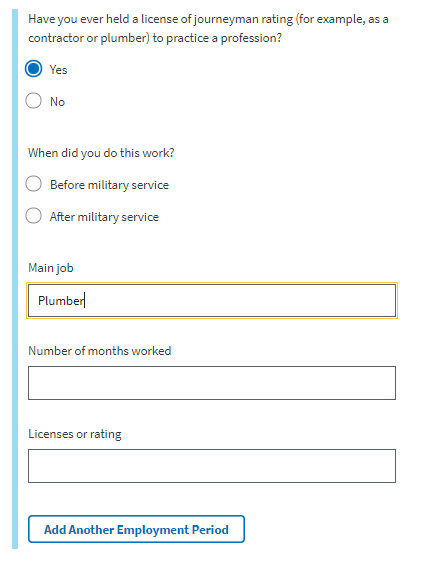 Have you ever held a license of journeyman rating (for example, as a
contractor or plumber) to practice a profession?
Yes
No
When did you do this work?
Before military service
After military service
Main job
Plumber
Number of months worked
Licenses or rating
Add Another Employment Period